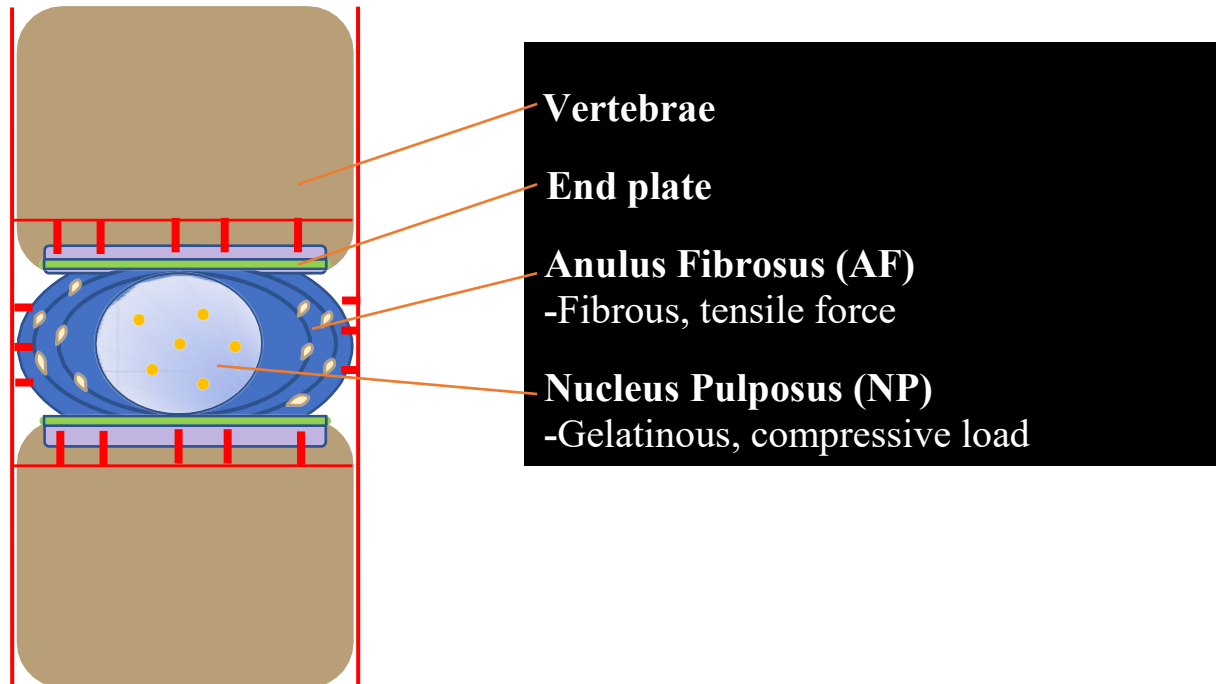 Vertebrae
End plate
Anulus Fibrosus (AF)
-Fibrous, tensile force
Nucleus Pulposus (NP)
-Gelatinous, compressive load